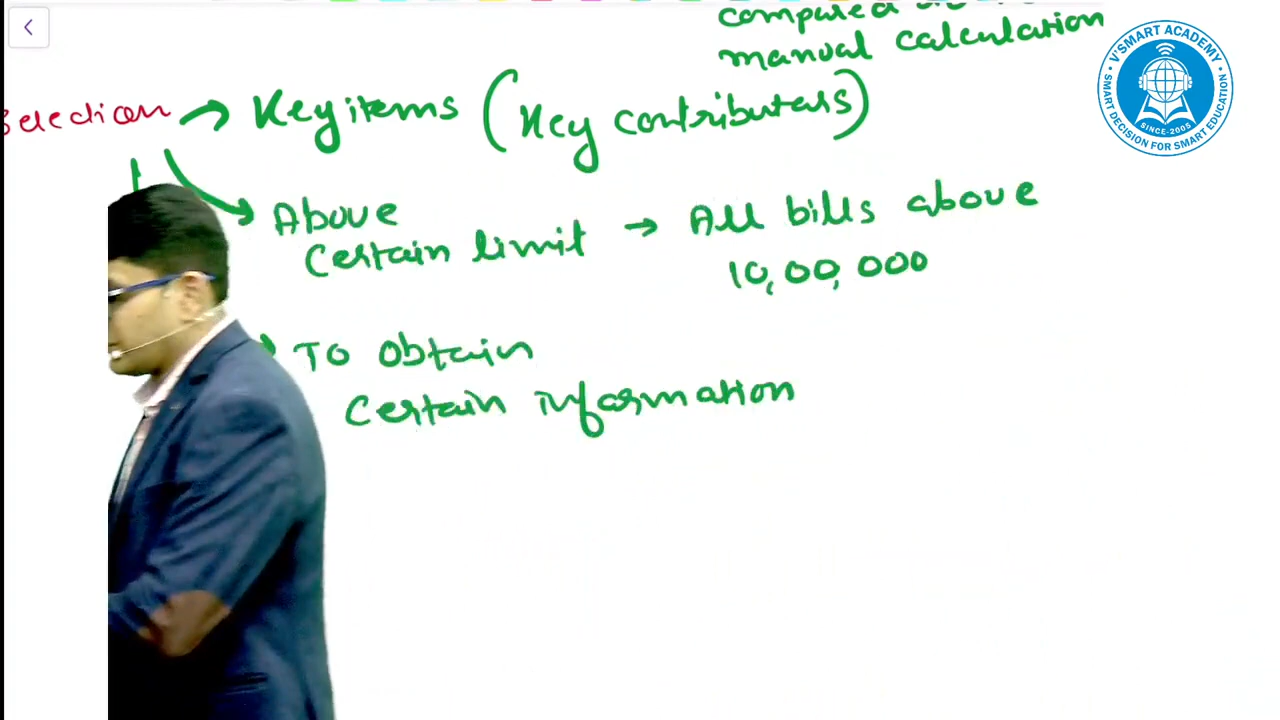 compared
manual calculation
Selection → Key items (Key contributers)
Above
Certain limit → All bills above
10,00,000
To obtain
Certain information
V'SMART ACADEMY
SINCE-2005
SMART DECISION FOR SMART EDUCATION